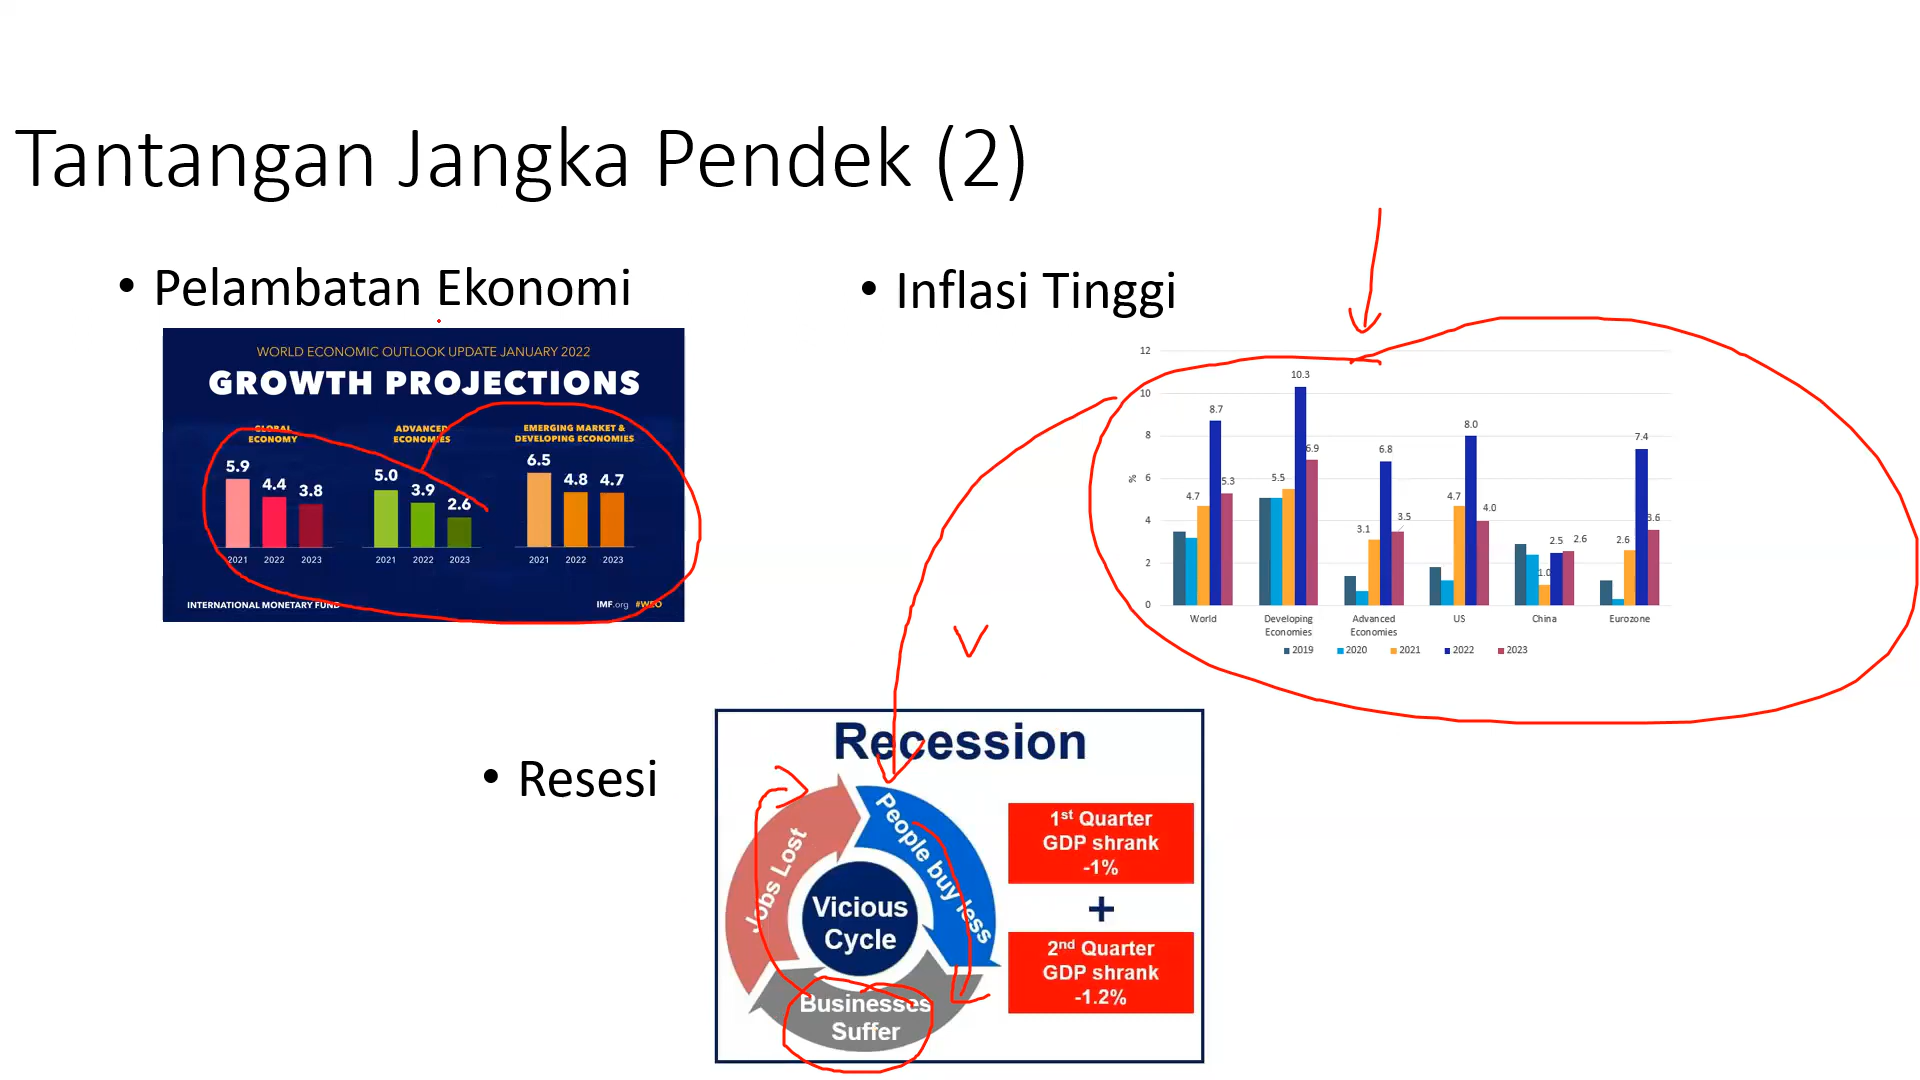 Tantangan Jangka Pendek (2)
• Pelambatan Ekonomi
WORLD ECONOMIC OUTLOOK UPDATE JANUARY 2022
GROWTH PROJECTIONS
GLOBAL
ECONOMY
5.9
4.4
3.8
2021
2022
2023
ADVANCED
ECONOMIES
5.0
3.9
2.6
2021
2022
2023
EMERGING MARKET &
DEVELOPING ECONOMIES
6.5
4.8
4.7
2021
2022
2023
INTERNATIONAL MONETARY FUND
IMF.org #WEO
• Inflasi Tinggi
12
10
8
6
4
2
0
%
4.7
8.7
5.3
5.5
10.3
6.9
3.1
6.8
3.5
4.7
8.0
4.0
1.0
2.5
2.6
2.6
7.4
3.6
World
Developing
Economies
Advanced
Economies
US
China
Eurozone
2019 2020 2021 2022 2023
• Resesi
Recession
Jobs Lost
People buy less
Businesses
Suffer
Vicious
Cycle
1st Quarter
GDP shrank
-1%
+
2nd Quarter
GDP shrank
-1.2%